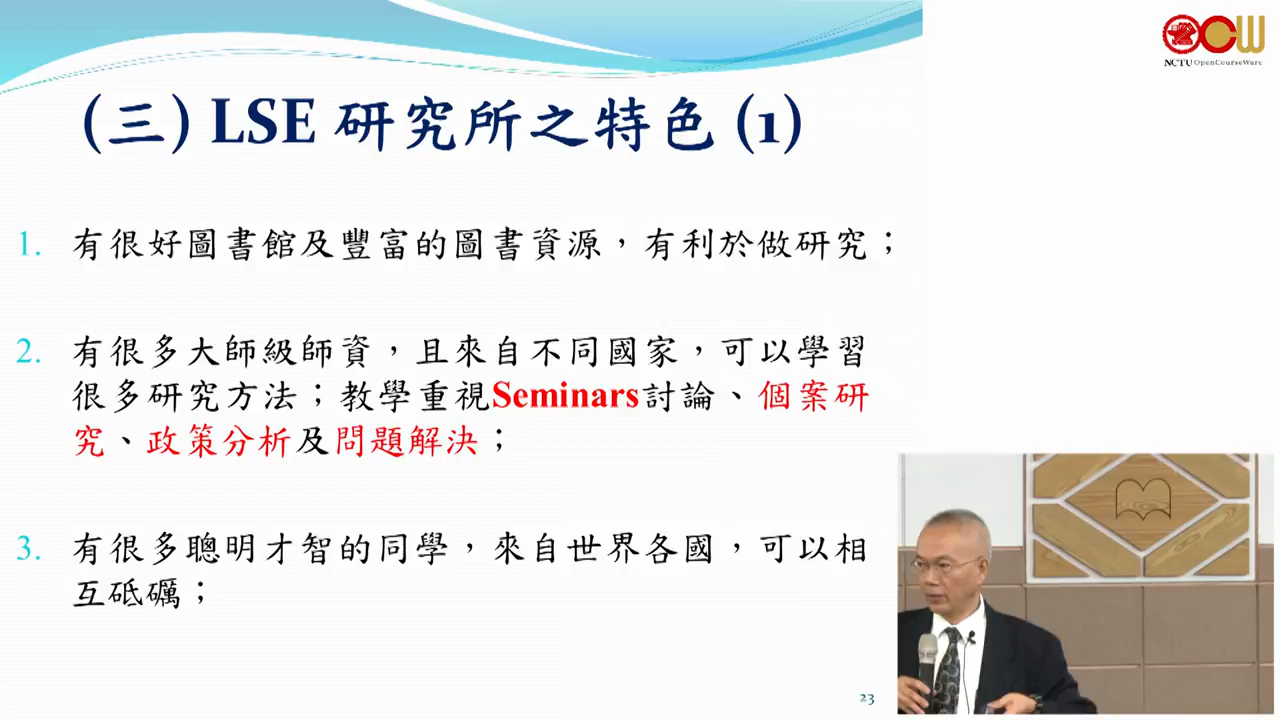 NCTU OpenCourseWare
(三) LSE 研究所之特色 (1)
1. 有很好圖書館及豐富的圖書資源，有利於做研究；
2. 有很多大師級師資，且來自不同國家，可以學習
很多研究方法；教學重視Seminars討論、個案研
究、政策分析及問題解決；
3. 有很多聰明才智的同學，來自世界各國，可以相
互砥礪；
23